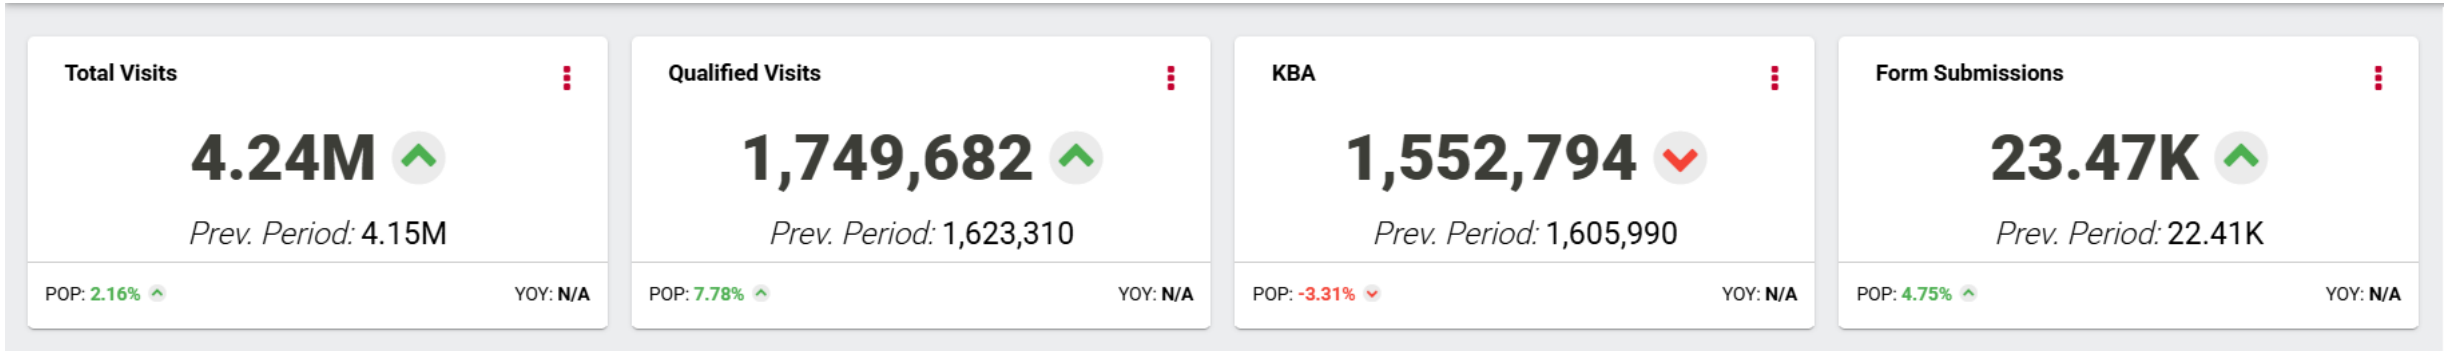 Total Visits
4.24M
Prev. Period: 4.15M
POP: 2.16% YOY: N/A
Qualified Visits
1,749,682
Prev. Period: 1,623,310
POP: 7.78% YOY: N/A
KBA
1,552,794
Prev. Period: 1,605,990
POP: -3.31% YOY: N/A
Form Submissions
23.47K
Prev. Period: 22.41K
POP: 4.75% YOY: N/A